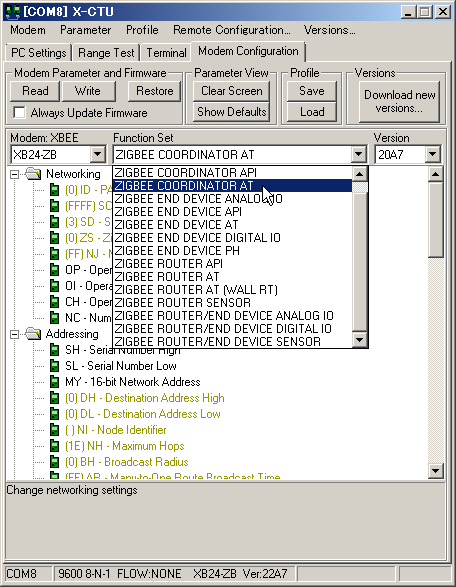 [COM8] X-CTU
Modem Parameter Profile Remote Configuration... Versions...
PC Settings Range Test Terminal Modem Configuration
Modem Parameter and Firmware Parameter View Profile Versions
Read Write Restore Clear Screen Save Download new versions...
Always Update Firmware Show Defaults Load
Modem: XBEE Function Set Version
XB24-ZB ZIGBEE COORDINATOR AT 20A7
ZIGBEE COORDINATOR API
ZIGBEE COORDINATOR AT
ZIGBEE END DEVICE ANALOG IO
ZIGBEE END DEVICE API
ZIGBEE END DEVICE AT
ZIGBEE END DEVICE DIGITAL IO
ZIGBEE END DEVICE PH
ZIGBEE ROUTER API
ZIGBEE ROUTER AT
ZIGBEE ROUTER AT (WALL RT)
ZIGBEE ROUTER SENSOR
ZIGBEE ROUTER/END DEVICE ANALOG IO
ZIGBEE ROUTER/END DEVICE DIGITAL IO
ZIGBEE ROUTER/END DEVICE SENSOR
Networking
(0) ID - PA
(FFFF) SC
(3) SD - S
(0) ZS - Z
(FF) NJ - N
OP - Oper
OI - Opera
CH - Oper
NC - Num
Addressing
SH - Serial Number High
SL - Serial Number Low
MY - 16-bit Network Address
(0) DH - Destination Address High
(0) DL - Destination Address Low
( ) NI - Node Identifier
(1E) NH - Maximum Hops
(0) BH - Broadcast Radius
(FF) AR - Many-to-One Route Broadcast Time
Change networking settings
COM8 9600 8-N-1 FLOW:NONE XB24-ZB Ver:22A7